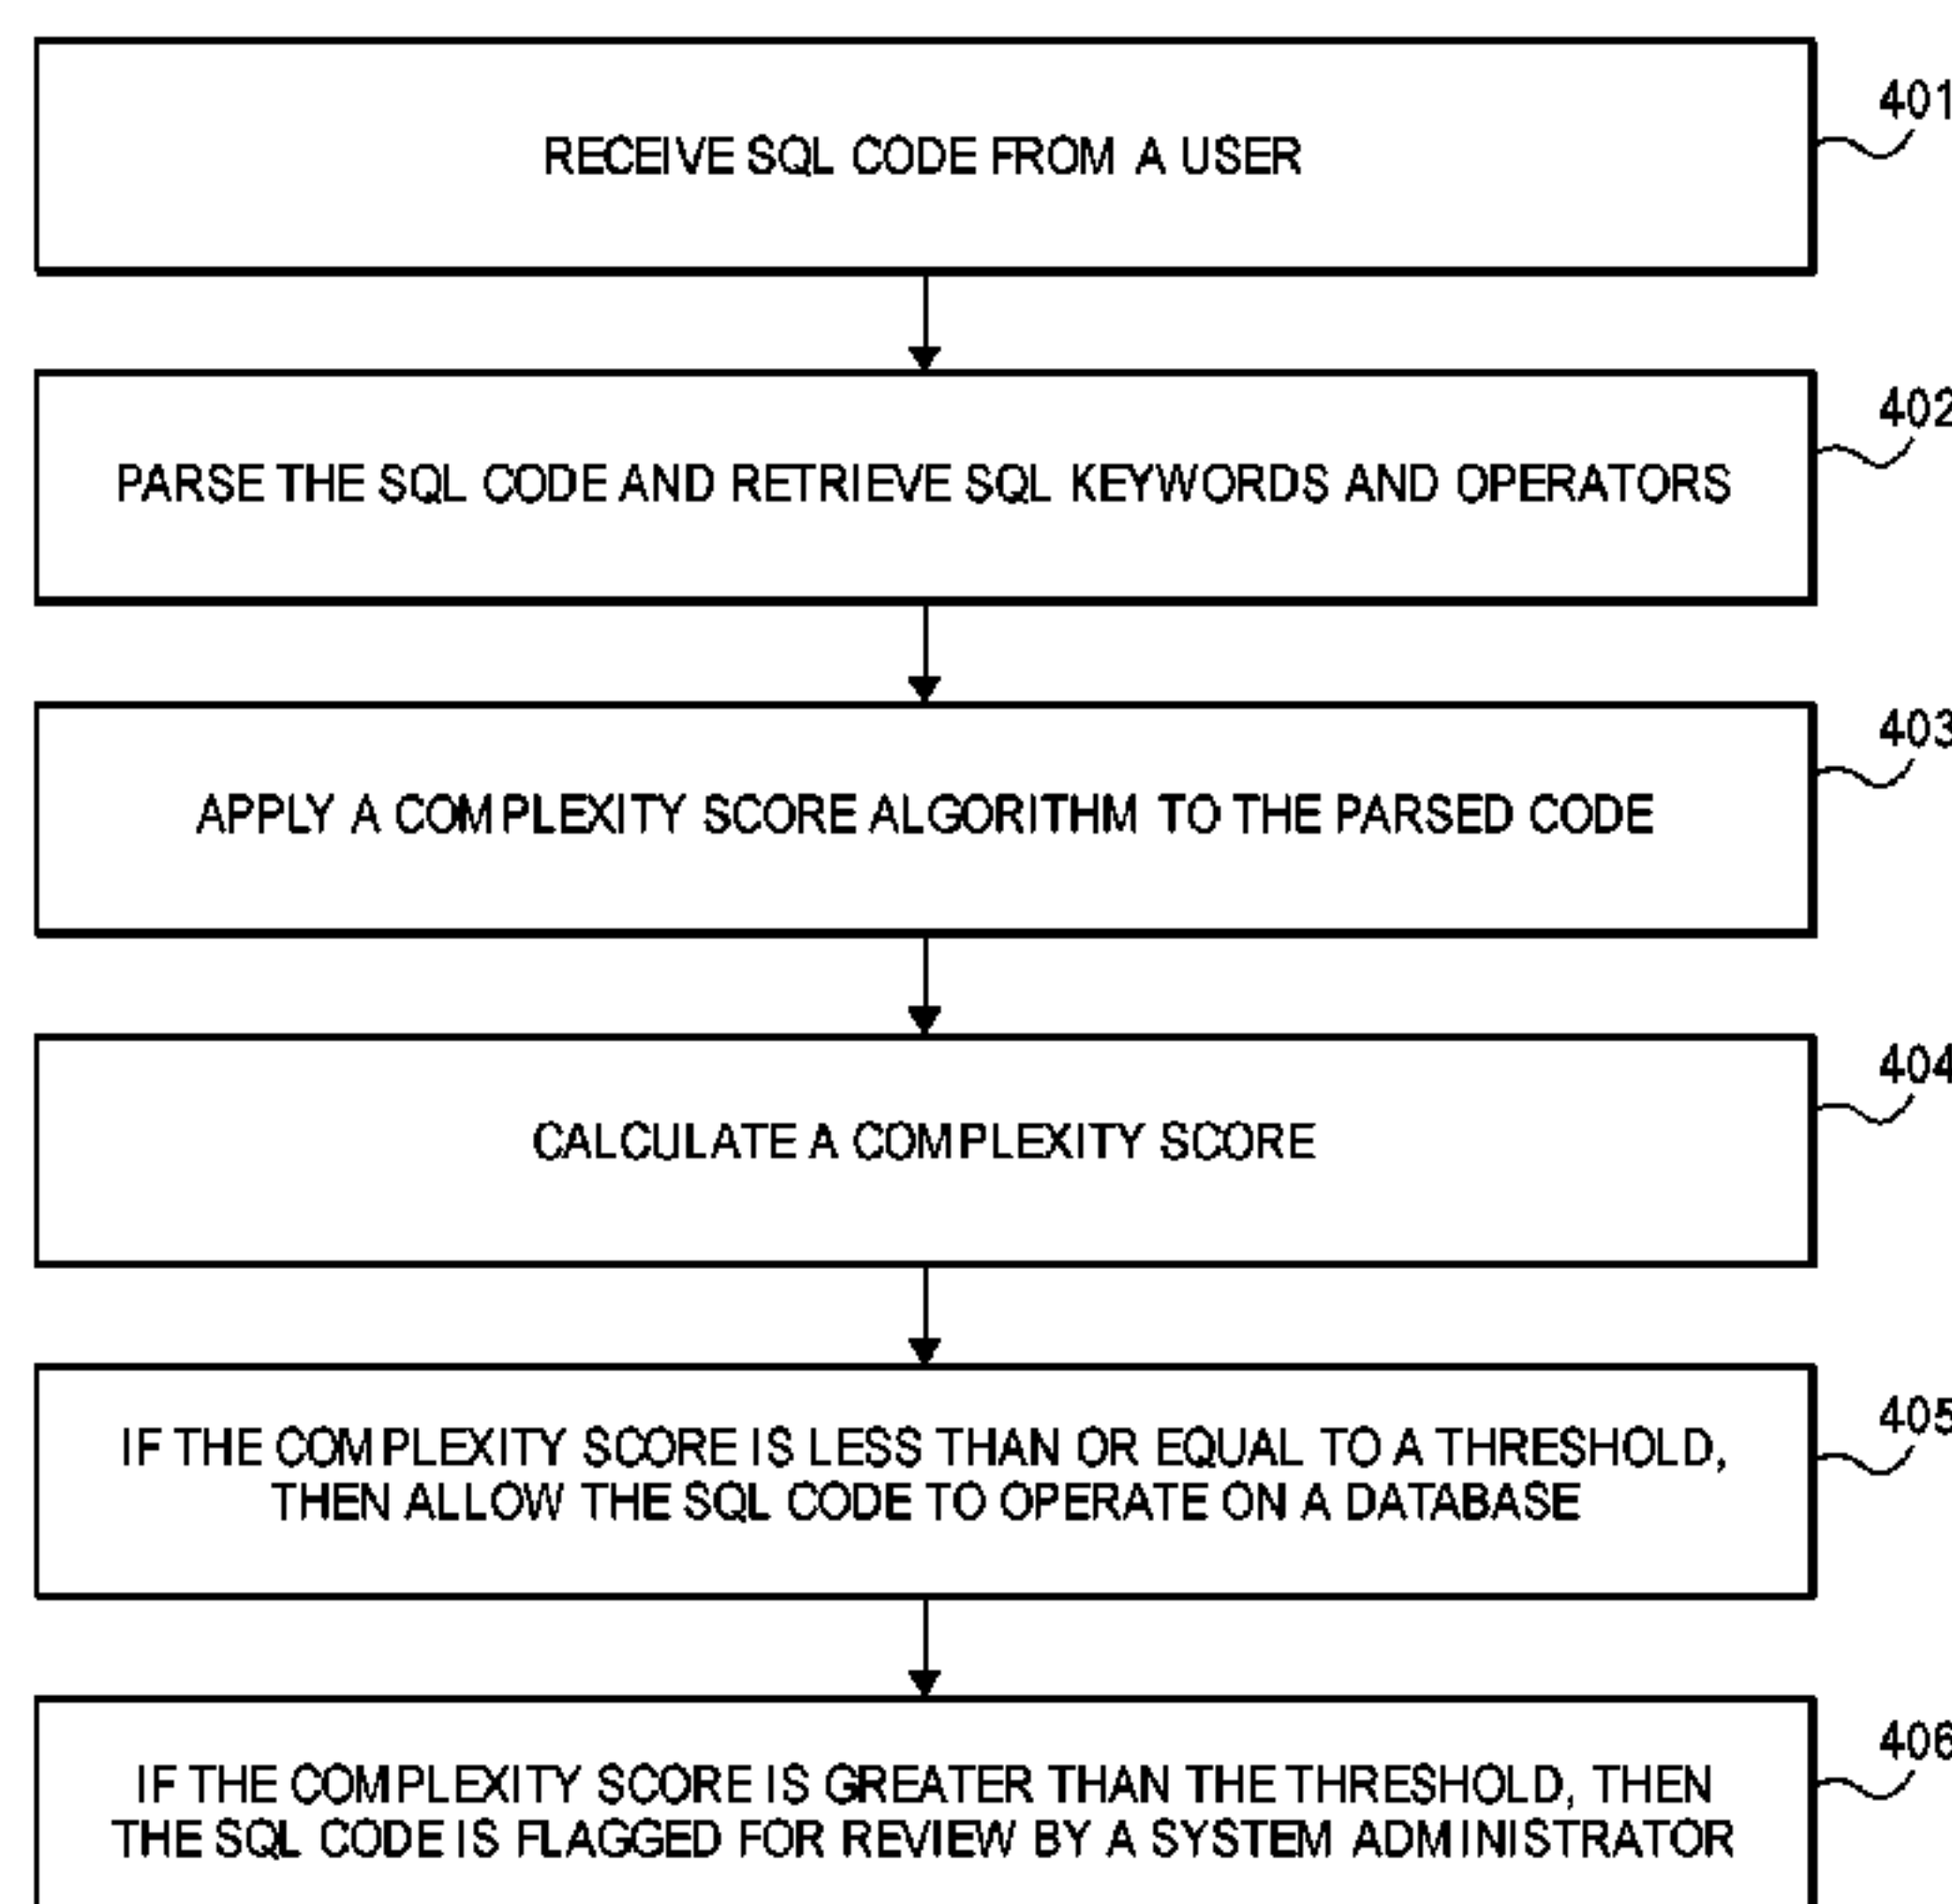 401
RECEIVE SQL CODE FROM A USER
402
PARSE THE SQL CODE AND RETRIEVE SQL KEYWORDS AND OPERATORS
403
APPLY A COMPLEXITY SCORE ALGORITHM TO THE PARSED CODE
404
CALCULATE A COMPLEXITY SCORE
405
IF THE COMPLEXITY SCORE IS LESS THAN OR EQUAL TO A THRESHOLD,
THEN ALLOW THE SQL CODE TO OPERATE ON A DATABASE
406
IF THE COMPLEXITY SCORE IS GREATER THAN THE THRESHOLD, THEN
THE SQL CODE IS FLAGGED FOR REVIEW BY A SYSTEM ADMINISTRATOR